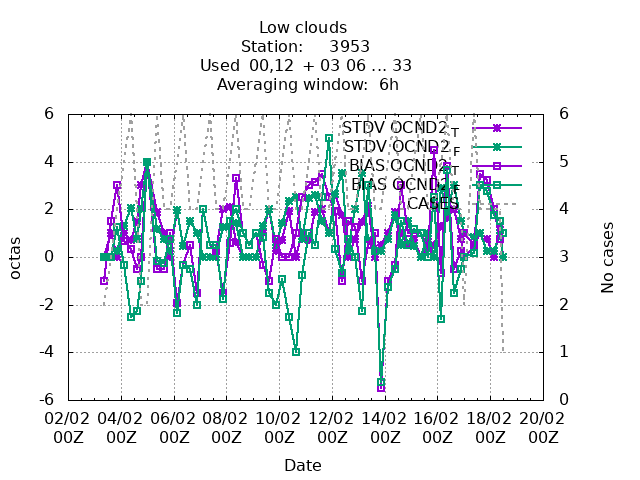 Low clouds
Station: 3953
Used 00,12 + 03 06 ... 33
Averaging window: 6h
STDV OCND2_T
STDV OCND2_F
BIAS OCND2_T
BIAS OCND2_F
CASES
octas
6
4
2
0
-2
-4
-6
No cases
6
5
4
3
2
1
0
02/02 04/02 06/02 08/02 10/02 12/02 14/02 16/02 18/02 20/02
00Z 00Z 00Z 00Z 00Z 00Z 00Z 00Z 00Z 00Z
Date